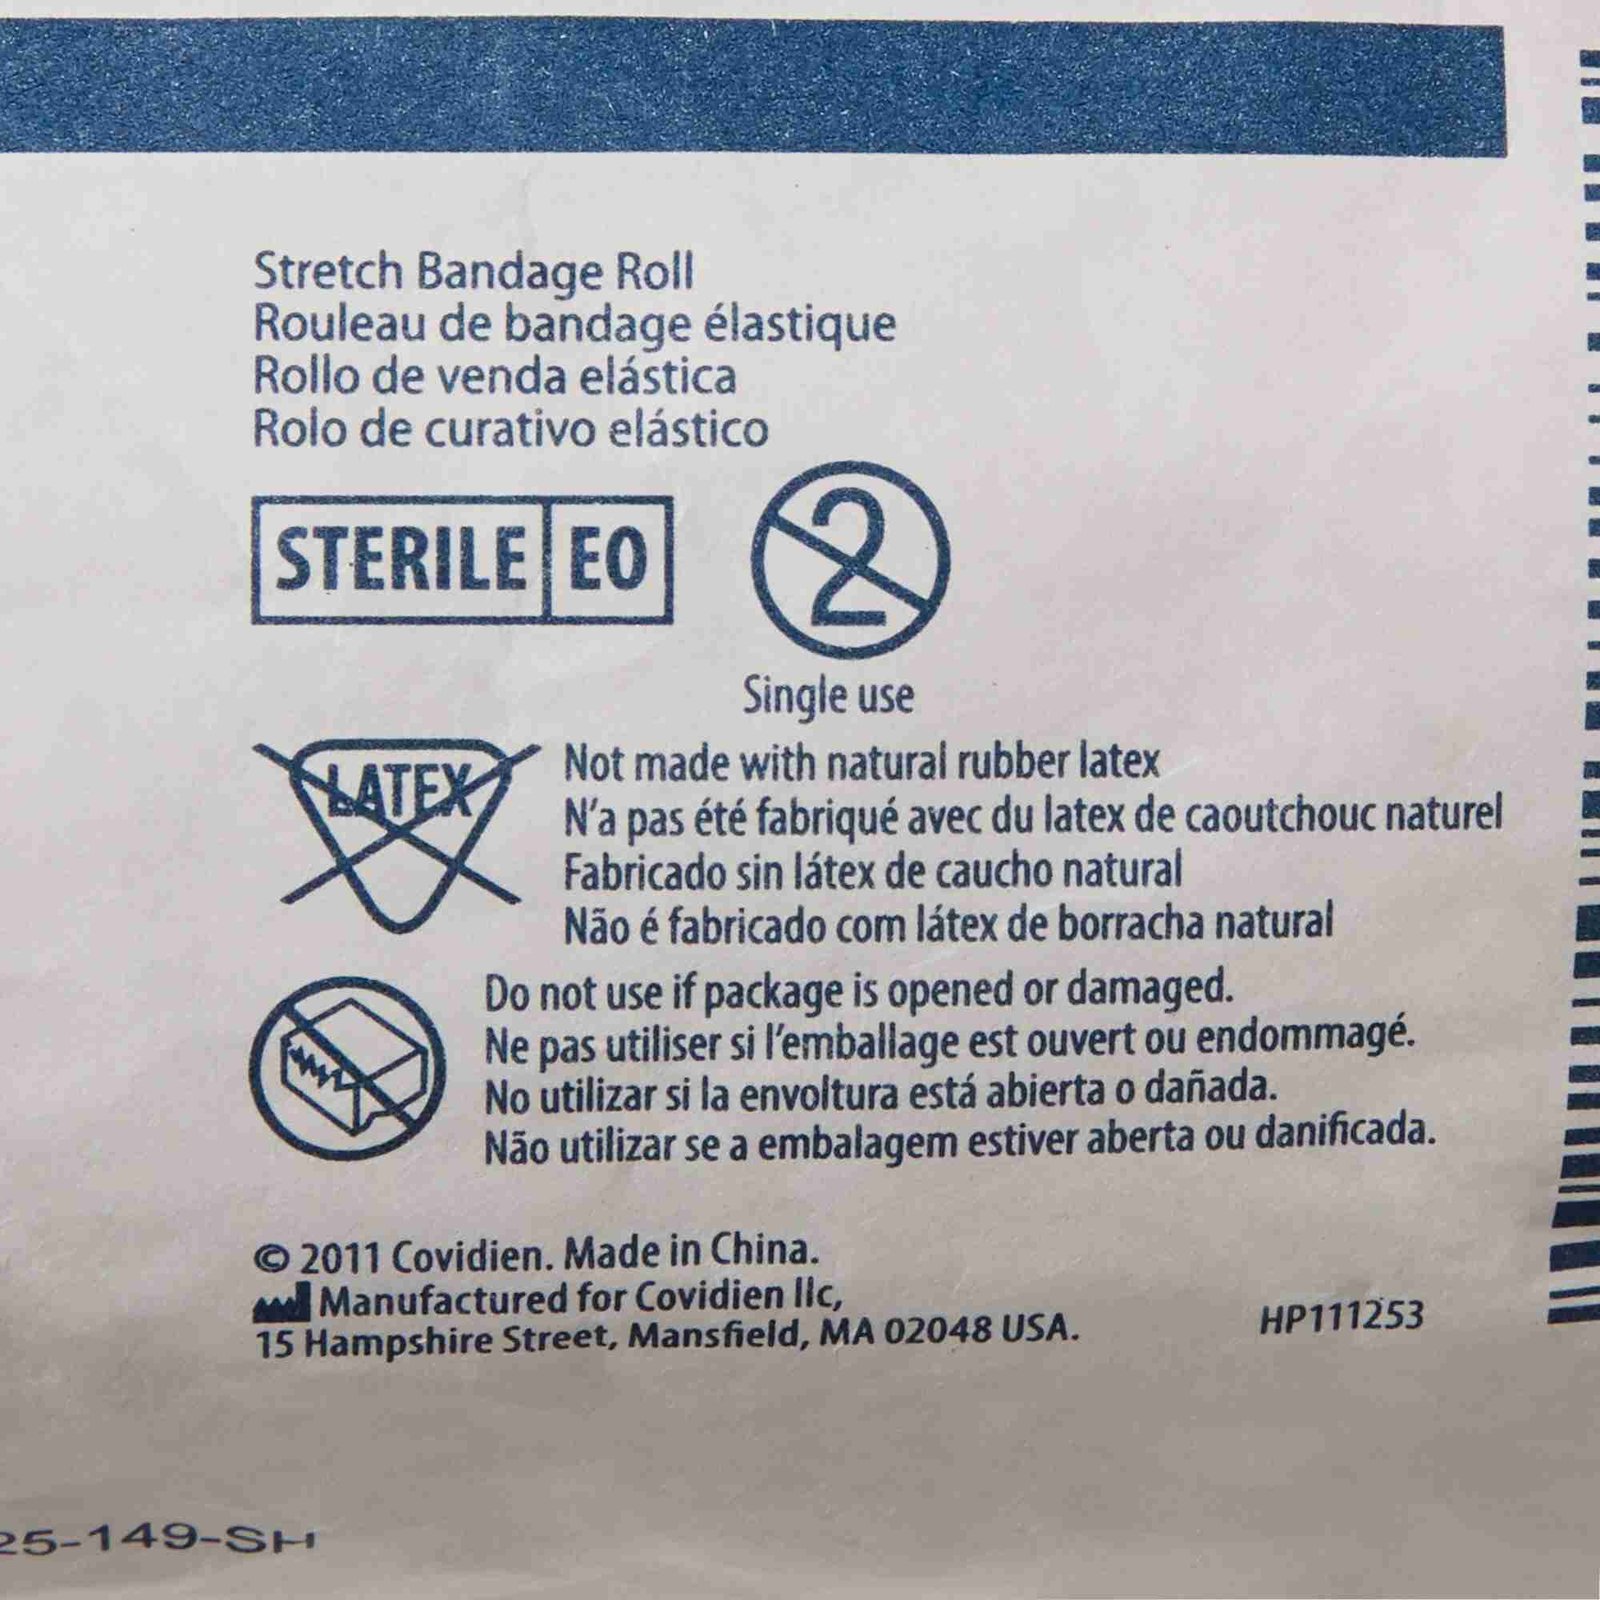 Stretch Bandage Roll
Rouleau de bandage élastique
Rollo de venda elástica
Rolo de curativo elástico
STERILE EO
2
Single use
LATEX
Not made with natural rubber latex
N'a pas été fabriqué avec du latex de caoutchouc naturel
Fabricado sin látex de caucho natural
Não é fabricado com látex de borracha natural
Do not use if package is opened or damaged.
Ne pas utiliser si l'emballage est ouvert ou endommagé.
No utilizar si la envoltura está abierta o dañada.
Não utilizar se a embalagem estiver aberta ou danificada.
© 2011 Covidien. Made in China.
Manufactured for Covidien llc,
15 Hampshire Street, Mansfield, MA 02048 USA.
HP111253
25-149-SH